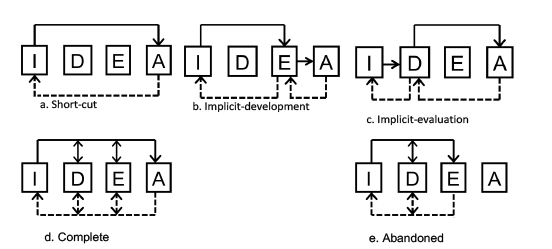 I D E A
a. Short-cut
I D E A
b. Implicit-development
I D E A
c. Implicit-evaluation
I D E A
d. Complete
I D E A
e. Abandoned